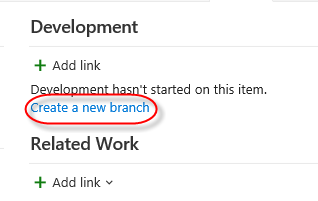 Development
Add link
Development hasn't started on this item.
Create a new branch
Related Work
Add link